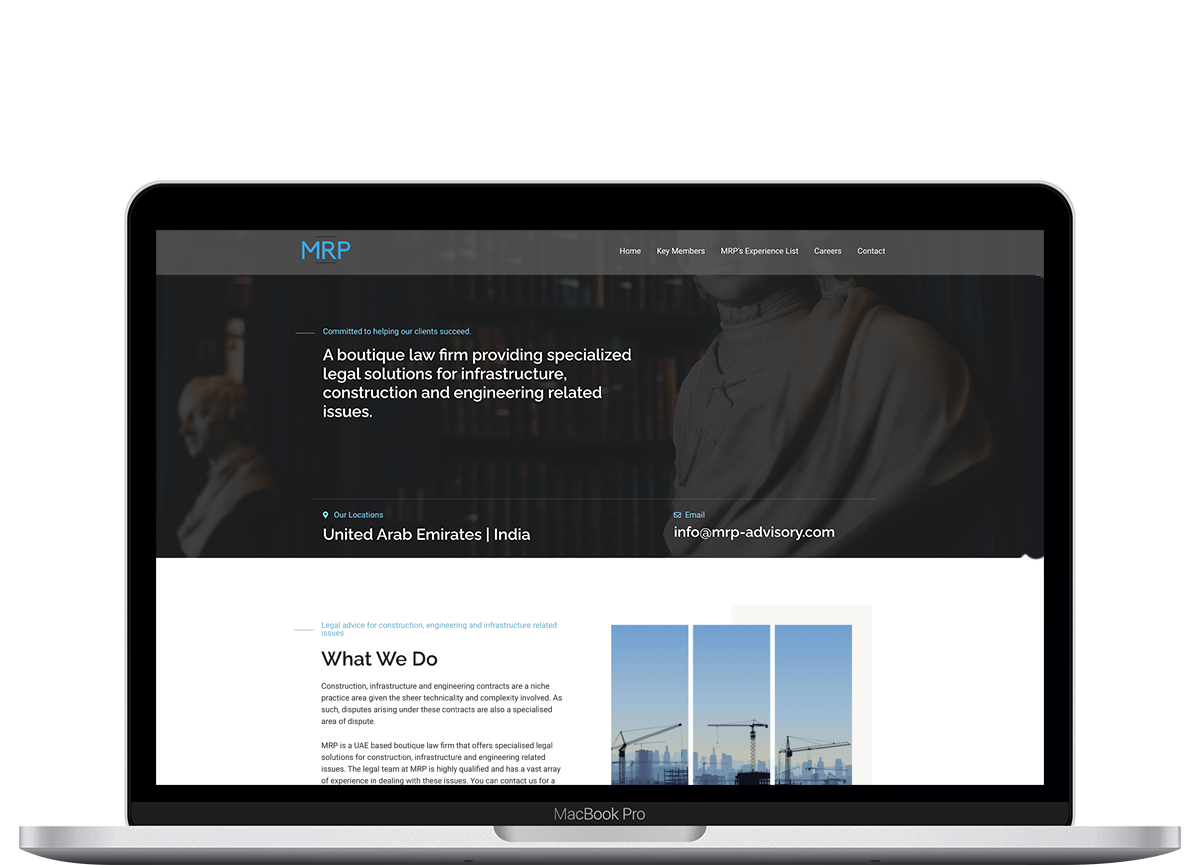 MRP
Home Key Members MRP's Experience List Careers Contact
Committed to helping our clients succeed.
A boutique law firm providing specialized
legal solutions for infrastructure,
construction and engineering related
issues.
Our Locations
United Arab Emirates | India
Email
info@mrp-advisory.com
Legal advice for construction, engineering and infrastructure related
issues
What We Do
Construction, infrastructure and engineering contracts are a niche
practice area given the sheer technicality and complexity involved. As
such, disputes arising under these contracts are also a specialised
area of dispute.
MRP is a UAE based boutique law firm that offers specialised legal
solutions for construction, infrastructure and engineering related
issues. The legal team at MRP is highly qualified and has a vast array
of experience in dealing with these issues. You can contact us for a
MacBook Pro